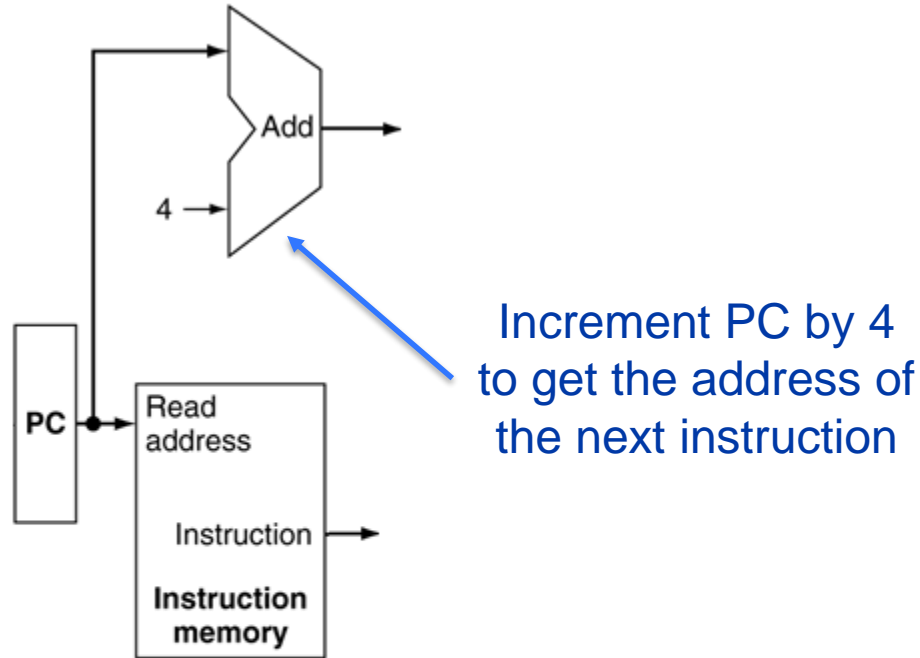 Add
4
Increment PC by 4
to get the address of
the next instruction
PC
Read
address
Instruction
Instruction
memory